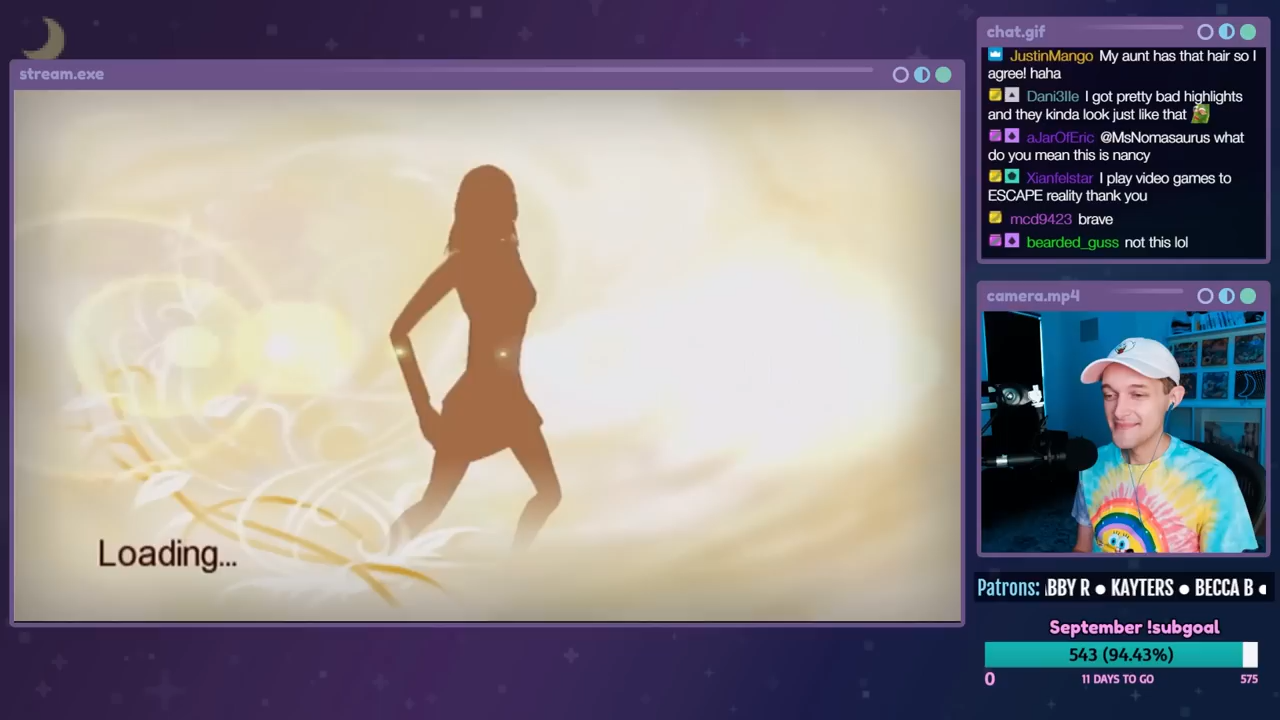 stream.exe
Loading...
chat.gif
JustinMango My aunt has that hair so I
agree! haha
Dani3lle I got pretty bad highlights
and they kinda look just like that
aJarOfEric @MsNomasaurus what
do you mean this is nancy
Xianfelstar I play video games to
ESCAPE reality thank you
mcd9423 brave
bearded_guss not this lol
camera.mp4
Patrons: ABBY R ● KAYTERS ● BECCA B ●
September !subgoal
543 (94.43%)
0 11 DAYS TO GO 575